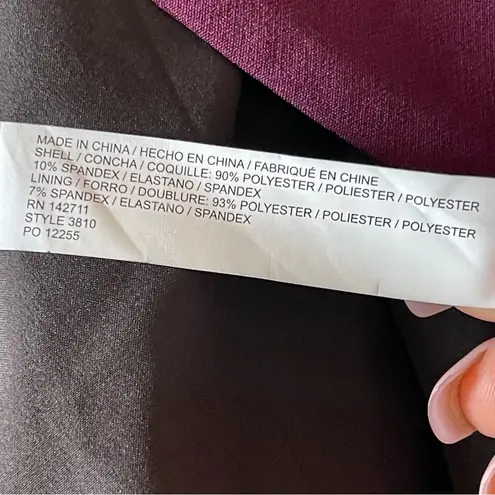 MADE IN CHINA / HECHO EN CHINA / FABRIQUÉ EN CHINE
SHELL / CONCHA / COQUILLE: 90% POLYESTER / POLIESTER / POLYESTER
10% SPANDEX / ELASTANO / SPANDEX
LINING / FORRO / DOUBLURE: 93% POLYESTER / POLIESTER / POLYESTER
7% SPANDEX / ELASTANO / SPANDEX
RN 142711
STYLE 3810
PO 12255